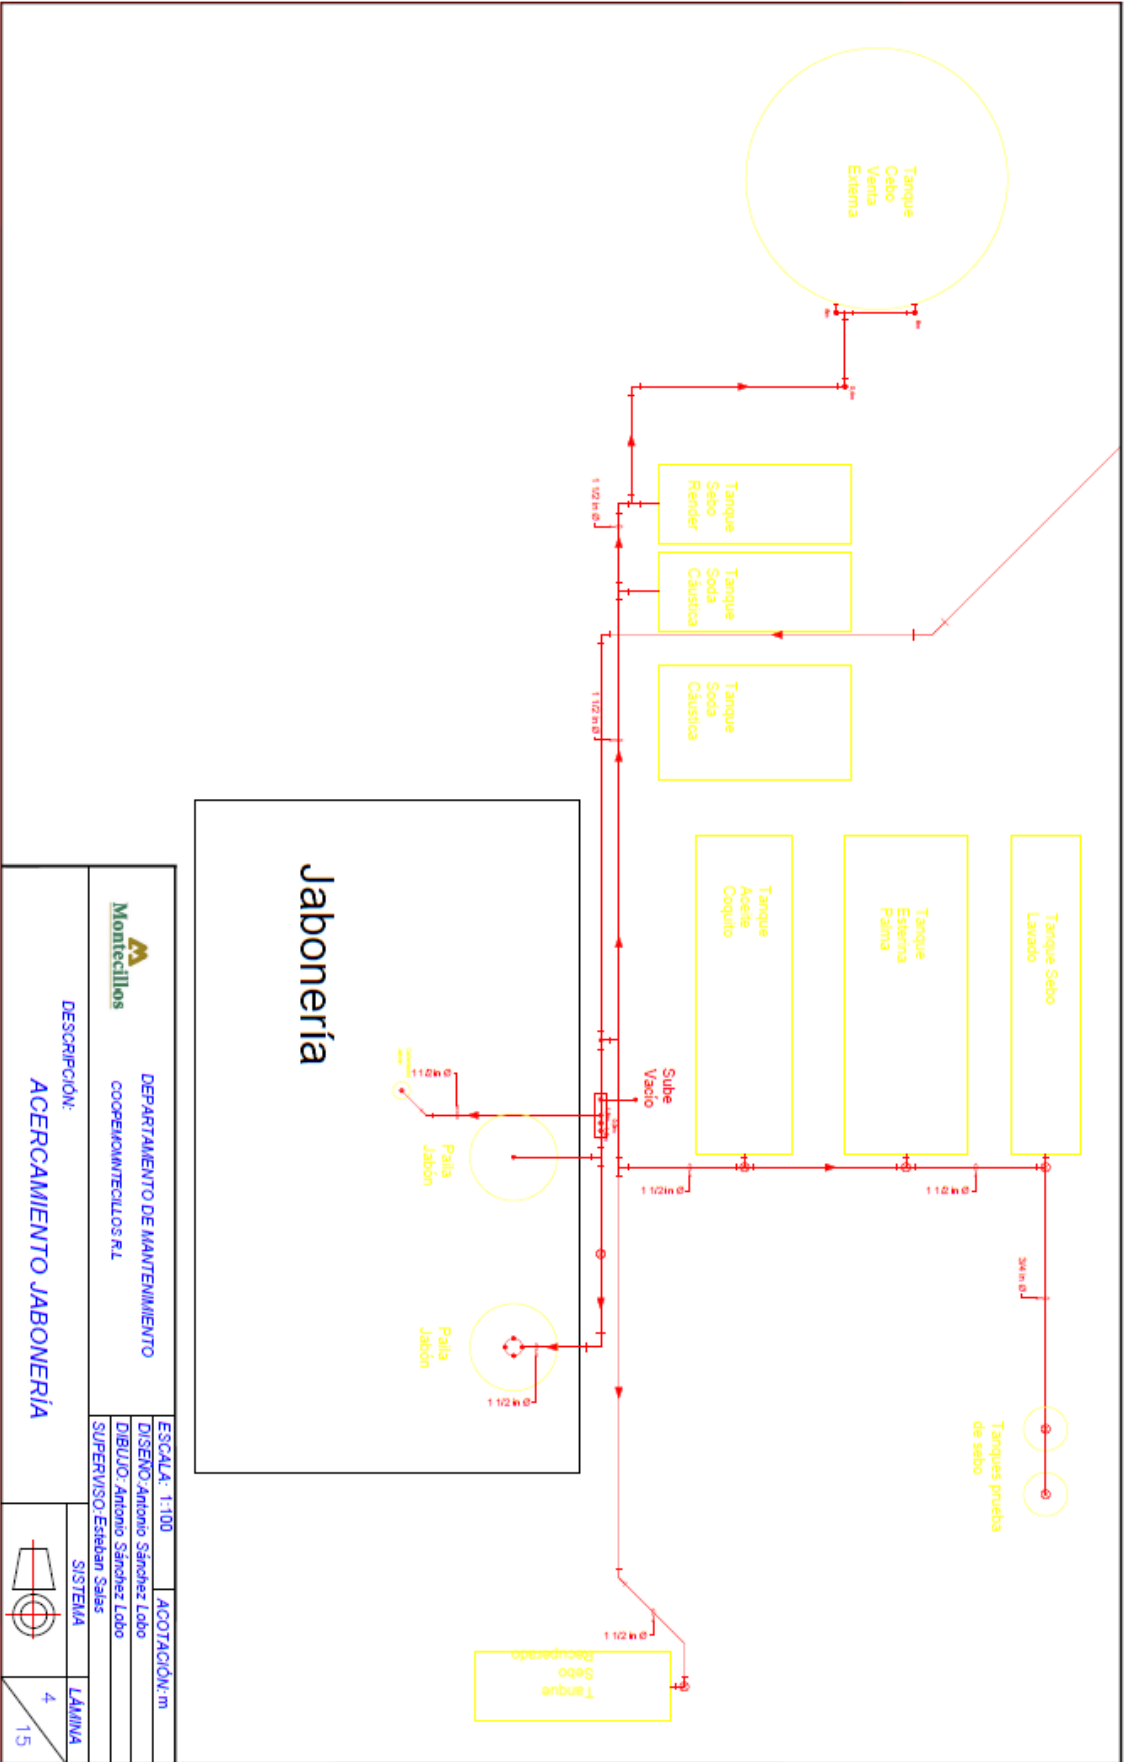 Tanque
Cebo
Venta
Externa
6m
6m
1 1/2 in Ø
Tanque
Sebo
Render
Tanque
Soda
Cáustica
Tanque
Soda
Cáustica
1 1/2 in Ø
Tanque
Aceite
Coquito
Tanque
Esterina
Palma
Tanque Sebo
Lavado
Sube
Vacío
1 1/2 in Ø
1 1/2 in Ø
1 1/2 in Ø
3/4 in Ø
Tanques prueba
de sebo
Jabonería
Paila
Jabón
Paila
Jabón
1 1/2 in Ø
1 1/2 in Ø
Tanque
Sebo
Recuperado
Montecillos
DEPARTAMENTO DE MANTENIMIENTO
COOPEMOMNTECILLOS R.L
DESCRIPCIÓN:
ACERCAMIENTO JABONERÍA
ESCALA: 1:100
ACOTACIÓN: m
DISEÑO:Antonio Sánchez Lobo
DIBUJO: Antonio Sánchez Lobo
SUPERVISO:Esteban Salas
SISTEMA
LÁMINA
4
15